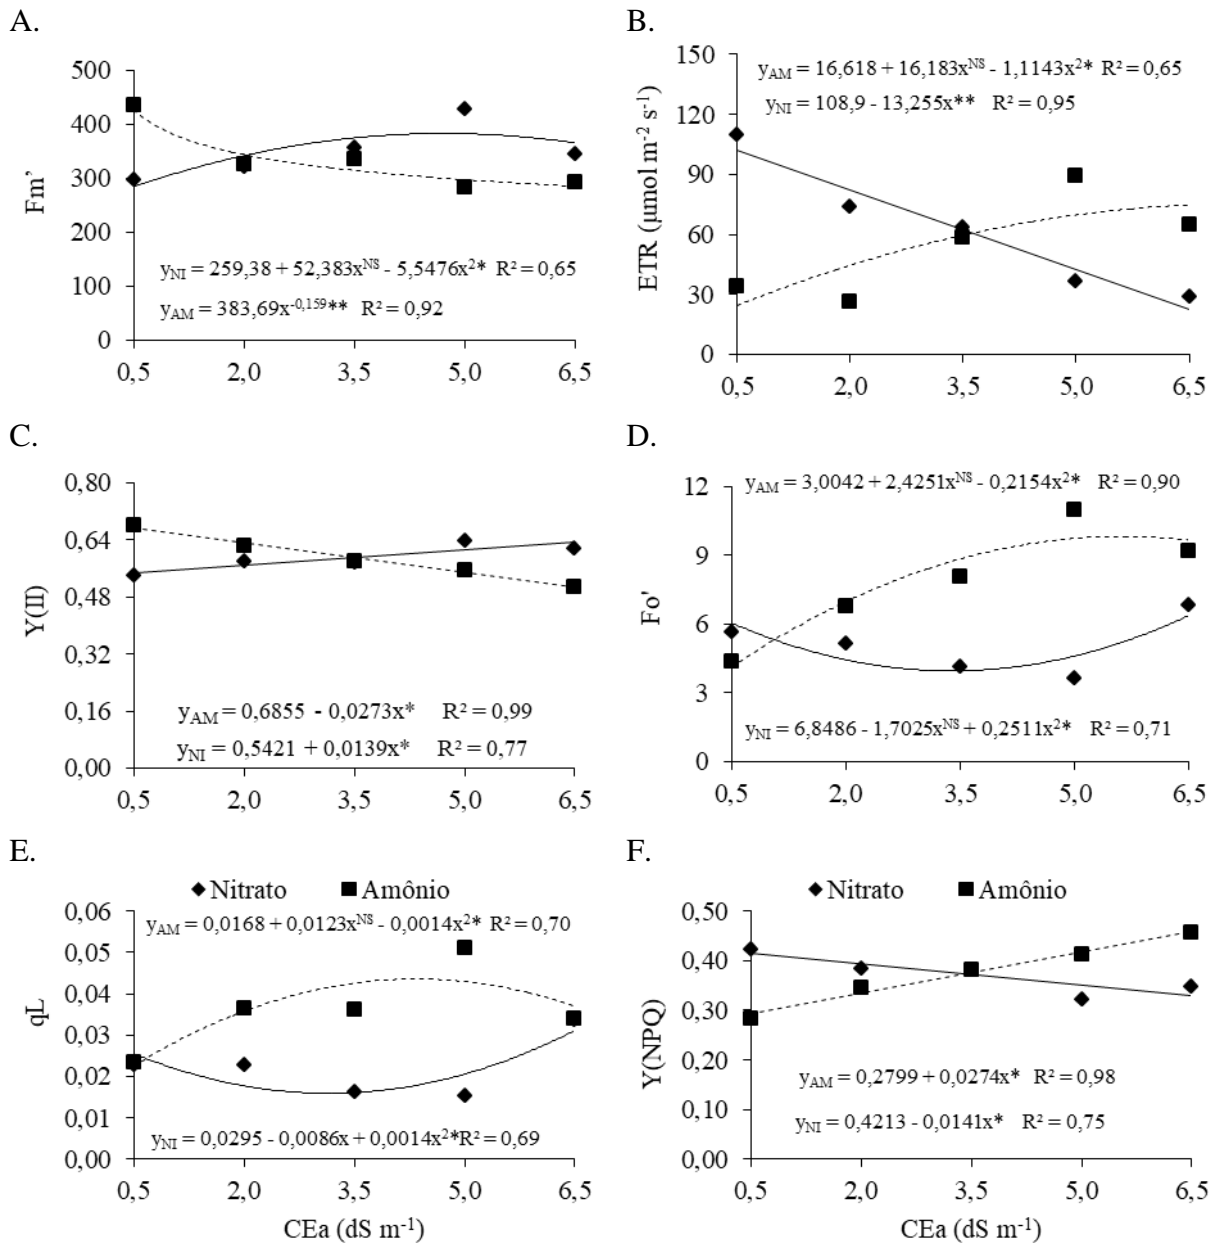 A.
500
400
300
200
100
0
Fm’
y_NI = 259,38 + 52,383x^NS - 5,5476x^2* R² = 0,65
y_AM = 383,69x^-0,159** R² = 0,92
0,5 2,0 3,5 5,0 6,5
B.
150
120
90
60
30
0
ETR (µmol m⁻² s⁻¹)
y_AM = 16,618 + 16,183x^NS - 1,1143x^2* R² = 0,65
y_NI = 108,9 - 13,255x** R² = 0,95
0,5 2,0 3,5 5,0 6,5
C.
0,80
0,64
0,48
0,32
0,16
0,00
Y(II)
y_AM = 0,6855 - 0,0273x* R² = 0,99
y_NI = 0,5421 + 0,0139x* R² = 0,77
0,5 2,0 3,5 5,0 6,5
D.
12
9
6
3
0
Fo'
y_AM = 3,0042 + 2,4251x^NS - 0,2154x^2* R² = 0,90
y_NI = 6,8486 - 1,7025x^NS + 0,2511x^2* R² = 0,71
0,5 2,0 3,5 5,0 6,5
E.
Nitrato Amônio
0,06
0,05
0,04
0,03
0,02
0,01
0,00
qL
y_AM = 0,0168 + 0,0123x^NS - 0,0014x^2* R² = 0,70
y_NI = 0,0295 - 0,0086x + 0,0014x^2* R² = 0,69
0,5 2,0 3,5 5,0 6,5
CEa (dS m⁻¹)
F.
Nitrato Amônio
0,50
0,40
0,30
0,20
0,10
0,00
Y(NPQ)
y_AM = 0,2799 + 0,0274x* R² = 0,98
y_NI = 0,4213 - 0,0141x* R² = 0,75
0,5 2,0 3,5 5,0 6,5
CEa (dS m⁻¹)